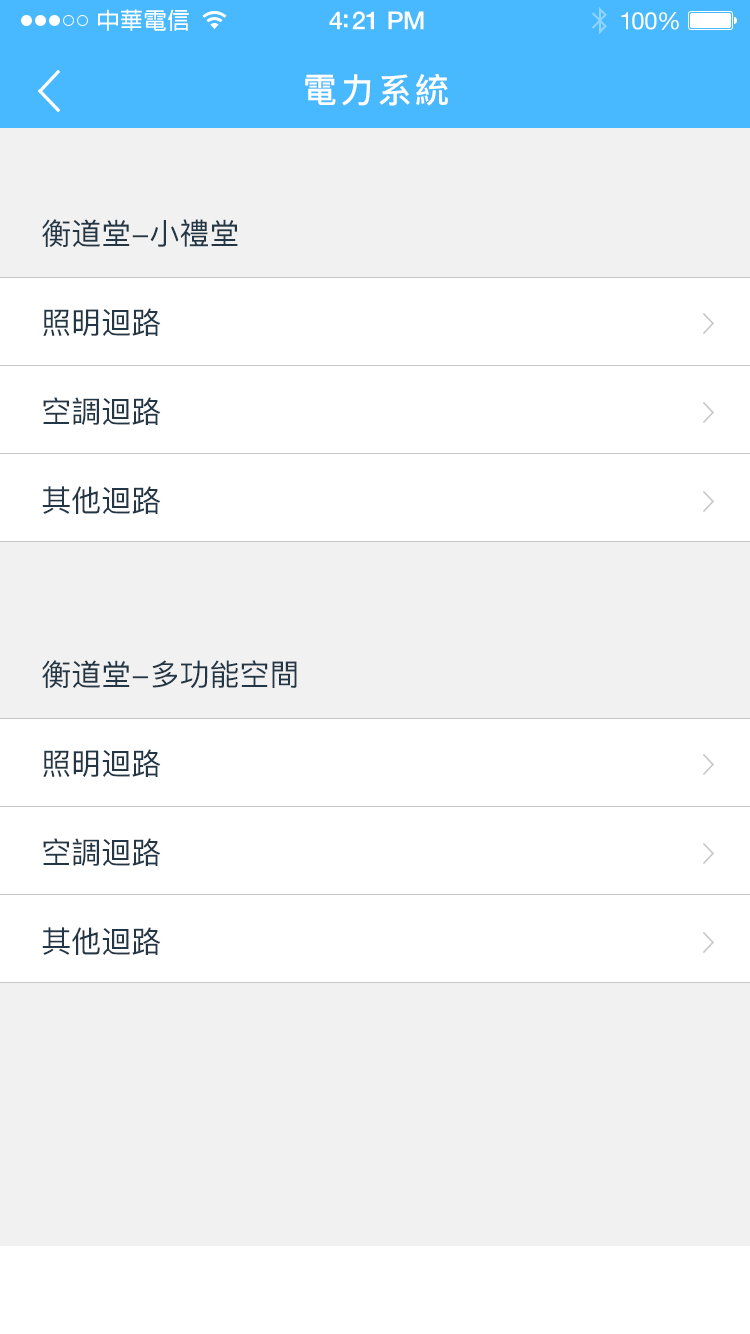 中華電信 4:21 PM 100%
電力系統
衡道堂–小禮堂
照明迴路
空調迴路
其他迴路
衡道堂–多功能空間
照明迴路
空調迴路
其他迴路